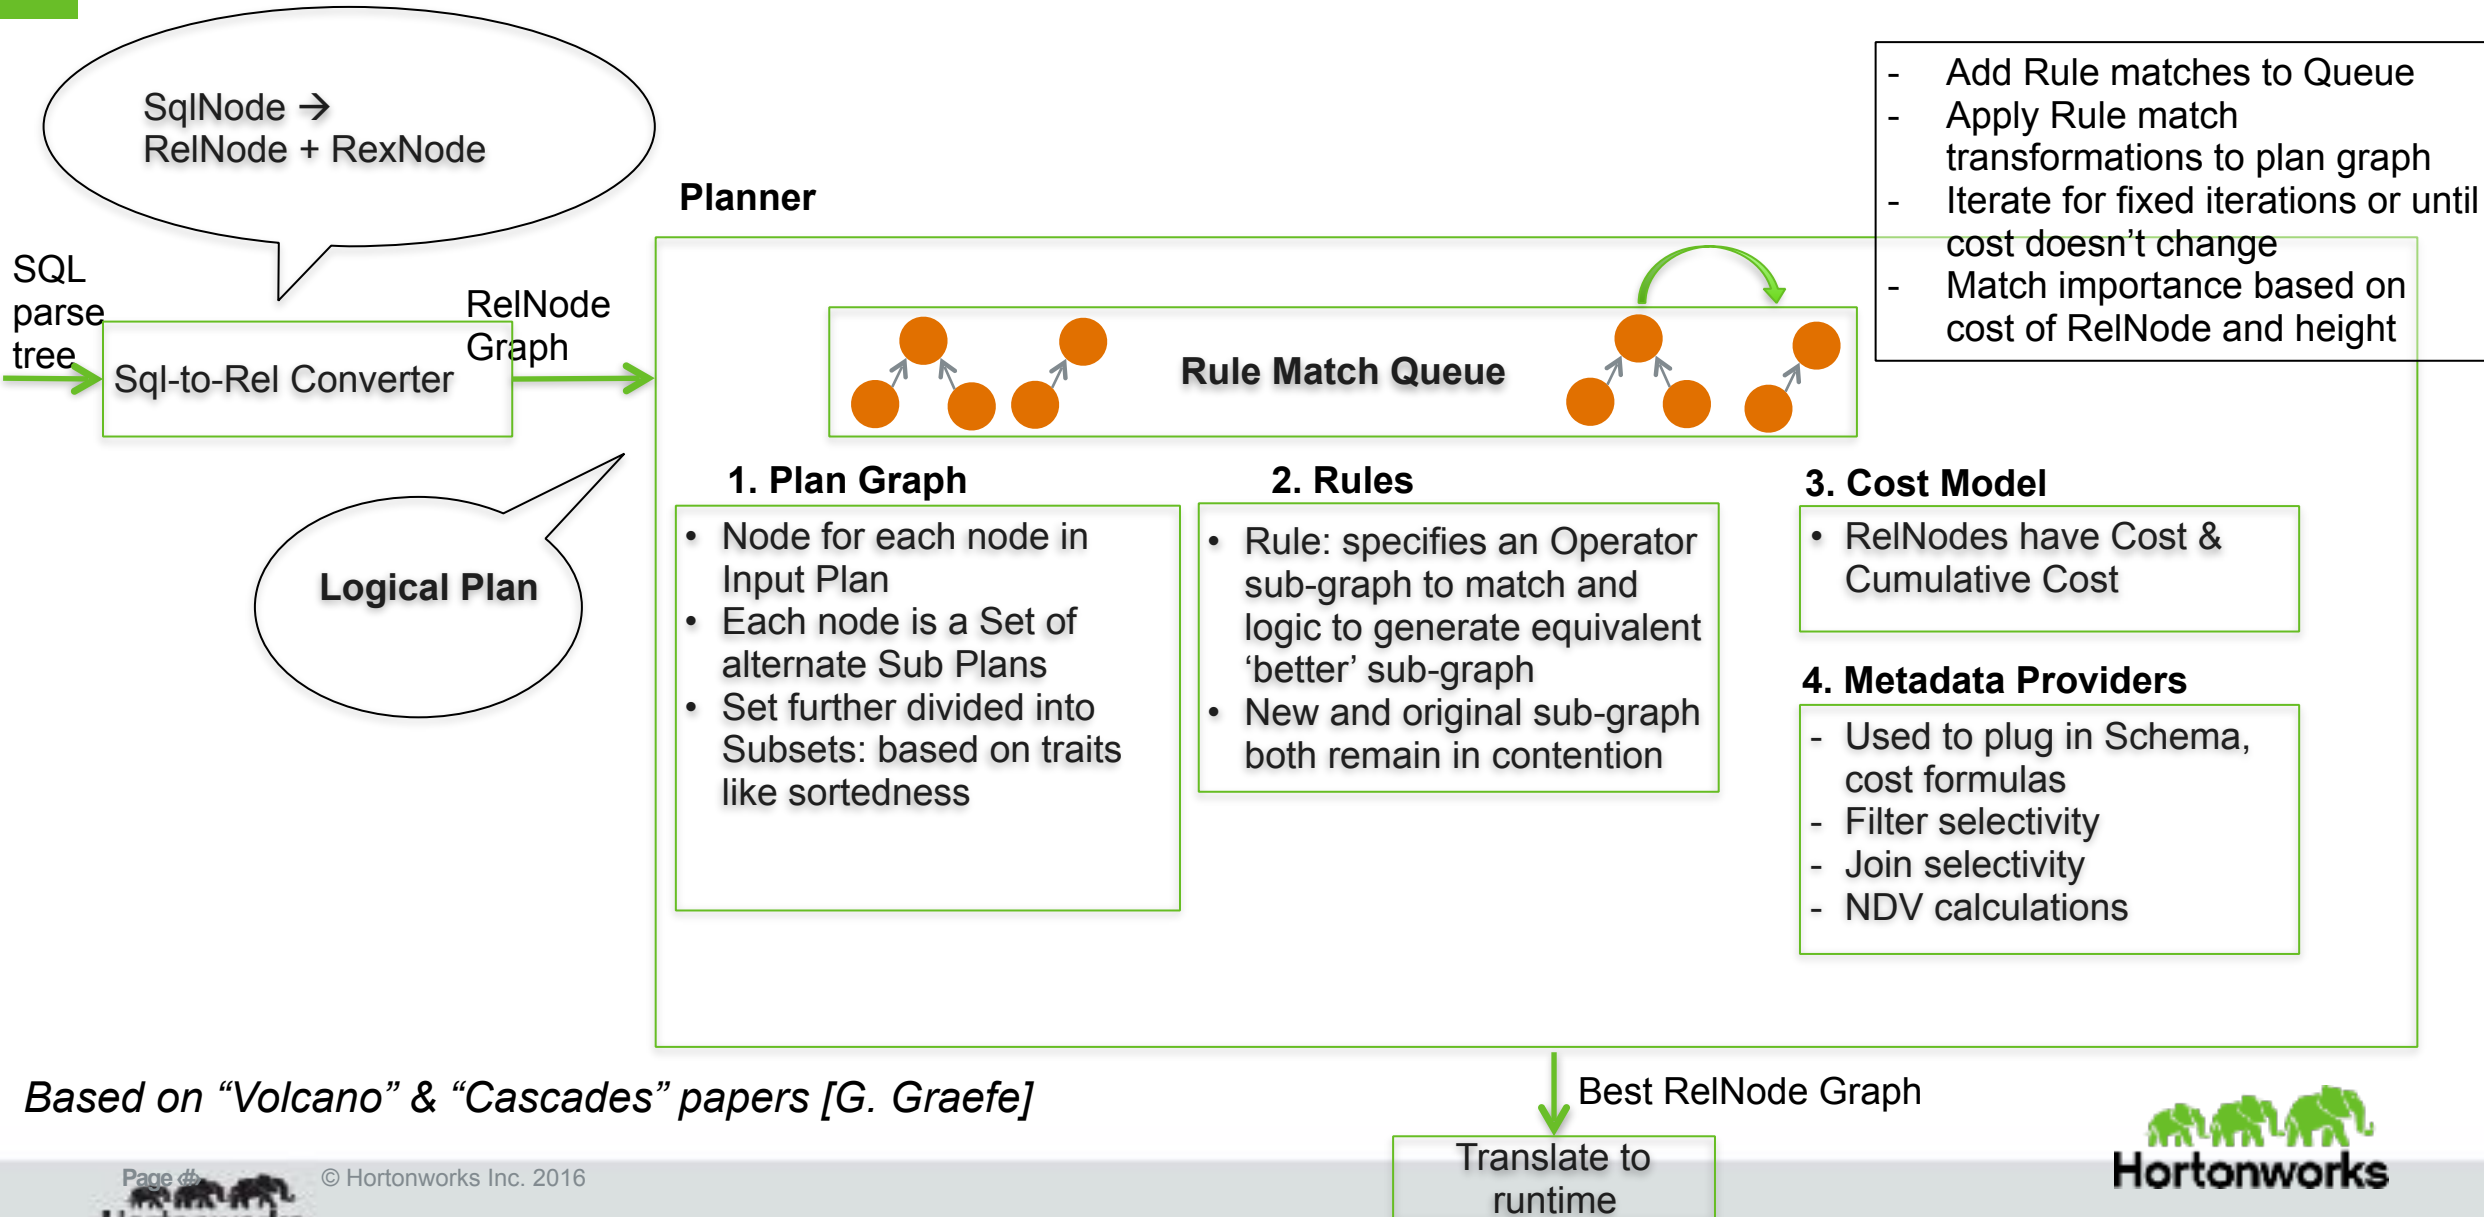 SqlNode →
RelNode + RexNode
- Add Rule matches to Queue
- Apply Rule match
transformations to plan graph
- Iterate for fixed iterations or until
cost doesn't change
- Match importance based on
cost of RelNode and height
Planner
SQL
parse
tree
Sql-to-Rel Converter
RelNode
Graph
Rule Match Queue
Logical Plan
1. Plan Graph
• Node for each node in
Input Plan
• Each node is a Set of
alternate Sub Plans
• Set further divided into
Subsets: based on traits
like sortedness
2. Rules
• Rule: specifies an Operator
sub-graph to match and
logic to generate equivalent
‘better’ sub-graph
• New and original sub-graph
both remain in contention
3. Cost Model
• RelNodes have Cost &
Cumulative Cost
4. Metadata Providers
- Used to plug in Schema,
cost formulas
- Filter selectivity
- Join selectivity
- NDV calculations
Based on “Volcano” & “Cascades” papers [G. Graefe]
Best RelNode Graph
Translate to
runtime
Hortonworks
Page
© Hortonworks Inc. 2016